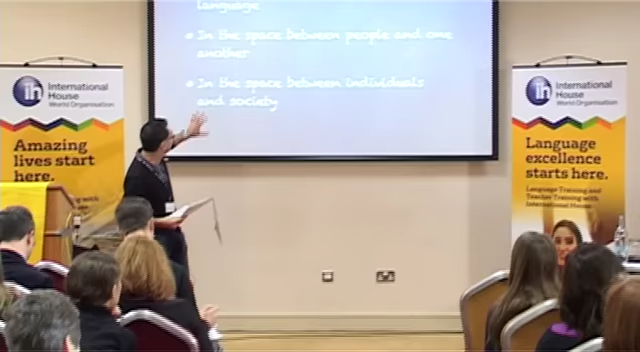 language
• In the space between people and one
another
• In the space between individuals
and society
ih International
House
World Organisation
Amazing
lives start
here.
ih International
House
World Organisation
Language
excellence
starts here.
Language Training and
Teacher Training with
International House